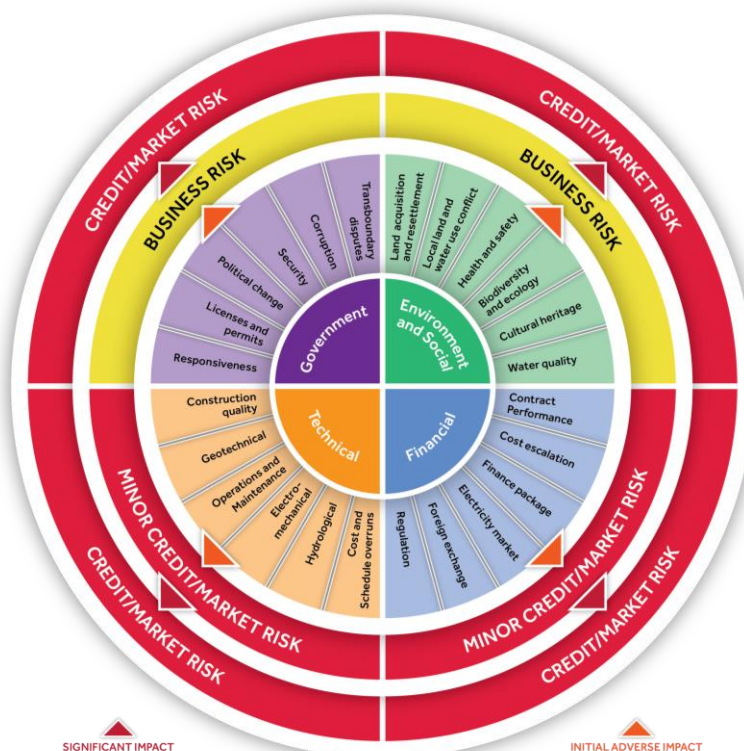 CREDIT/MARKET RISK
CREDIT/MARKET RISK
BUSINESS RISK
BUSINESS RISK
Responsiveness
Licenses and
permits
Political change
Security
Corruption
Transboundary
disputes
Land acquisition
and resettlement
Local land and
water use conflict
Health and safety
Biodiversity
and ecology
Cultural heritage
Water quality
Government
Environment
and Social
Technical
Financial
Construction
quality
Geotechnical
Operations and
Maintenance
Electro-
mechanical
Hydrological
Cost and
Schedule overruns
Contract
Performance
Cost escalation
Finance package
Electricity market
Foreign exchange
Regulation
MINOR CREDIT/MARKET RISK
MINOR CREDIT/MARKET RISK
CREDIT/MARKET RISK
CREDIT/MARKET RISK
SIGNIFICANT IMPACT
INITIAL ADVERSE IMPACT